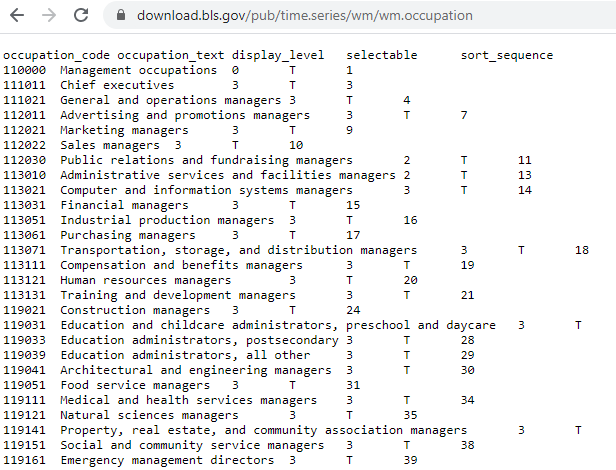 download.bls.gov/pub/time.series/wm/wm.occupation
occupation_code occupation_text display_level selectable sort_sequence
110000 Management occupations 0 T 1
111011 Chief executives 3 T 3
111021 General and operations managers 3 T 4
112011 Advertising and promotions managers 3 T 7
112021 Marketing managers 3 T 9
112022 Sales managers 3 T 10
112030 Public relations and fundraising managers 2 T 11
113010 Administrative services and facilities managers 2 T 13
113021 Computer and information systems managers 3 T 14
113031 Financial managers 3 T 15
113051 Industrial production managers 3 T 16
113061 Purchasing managers 3 T 17
113071 Transportation, storage, and distribution managers 3 T 18
113111 Compensation and benefits managers 3 T 19
113121 Human resources managers 3 T 20
113131 Training and development managers 3 T 21
119021 Construction managers 3 T 24
119031 Education and childcare administrators, preschool and daycare 3 T
119033 Education administrators, postsecondary 3 T 28
119039 Education administrators, all other 3 T 29
119041 Architectural and engineering managers 3 T 30
119051 Food service managers 3 T 31
119111 Medical and health services managers 3 T 34
119121 Natural sciences managers 3 T 35
119141 Property, real estate, and community association managers 3 T
119151 Social and community service managers 3 T 38
119161 Emergency management directors 3 T 39